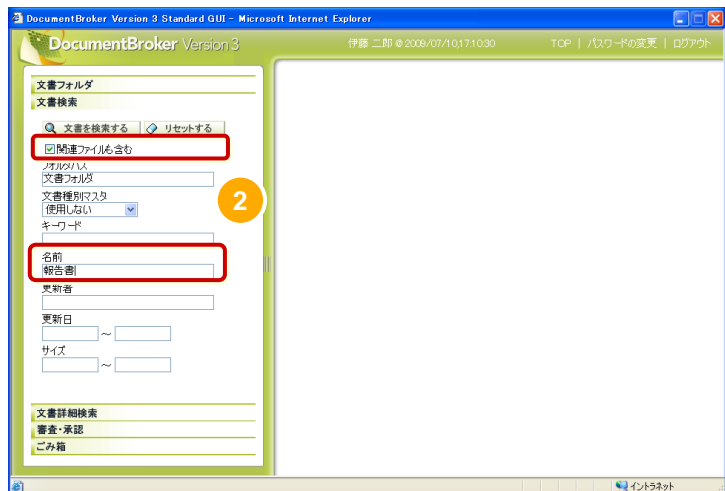 DocumentBroker Version 3 Standard GUI - Microsoft Internet Explorer
DocumentBroker Version 3
伊藤 二郎@2009/07/10,17:10:30
TOP | パスワードの変更 | ログアウト
文書フォルダ
文書検索
文書を検索する
リセットする
関連ファイルも含む
フォルダパス
文書フォルダ
文書種別マスタ
使用しない
2
キーワード
名前
報告書
更新者
更新日
～
サイズ
～
文書詳細検索
審査・承認
ごみ箱
イントラネット